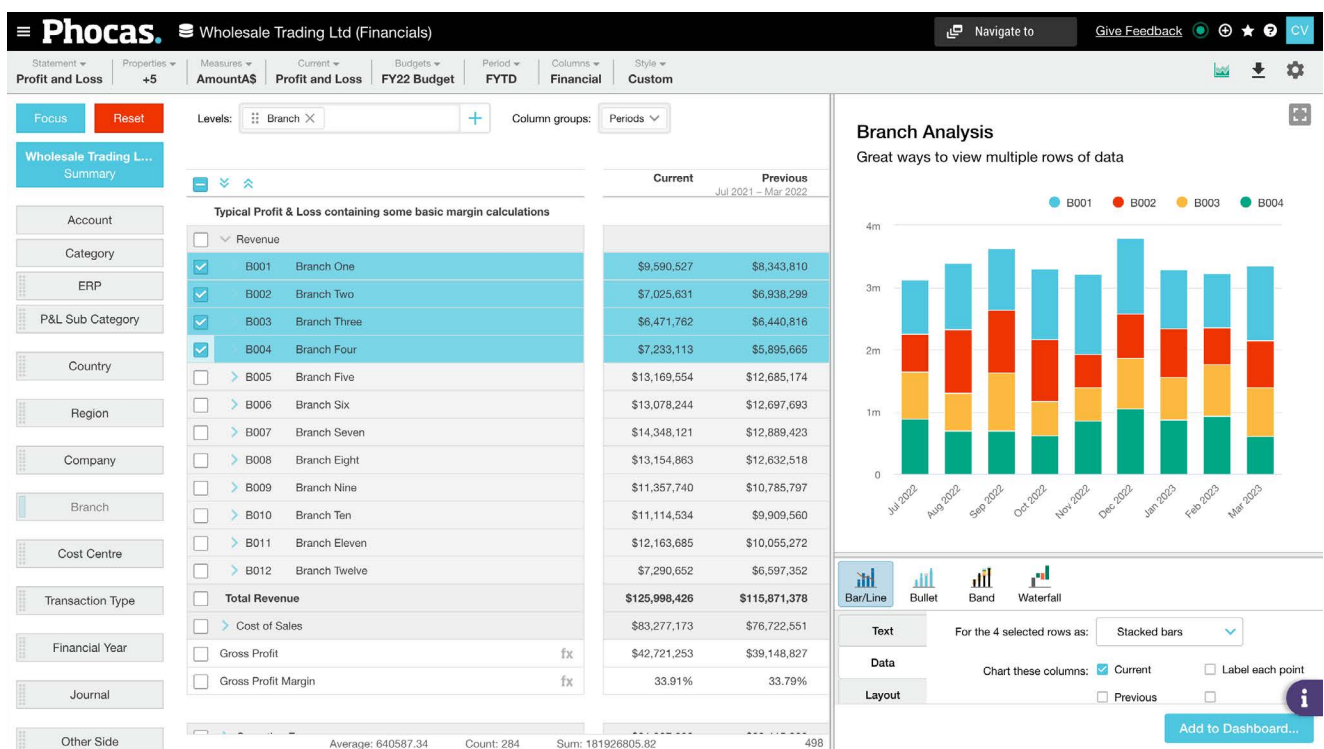 Phocas.
Wholesale Trading Ltd (Financials)
Navigate to
Give Feedback
CV
Statement
Profit and Loss
Properties
+5
Measures
AmountA$
Current
Profit and Loss
Budgets
FY22 Budget
Period
FYTD
Columns
Financial
Style
Custom
Focus
Reset
Wholesale Trading L...
Summary
Account
Category
ERP
P&L Sub Category
Country
Region
Company
Branch
Cost Centre
Transaction Type
Financial Year
Journal
Other Side
Levels: Branch
Column groups: Periods
Current Previous
Jul 2021 – Mar 2022
Typical Profit & Loss containing some basic margin calculations
Revenue
B001 Branch One $9,590,527 $8,343,810
B002 Branch Two $7,025,631 $6,938,299
B003 Branch Three $6,471,762 $6,440,816
B004 Branch Four $7,233,113 $5,895,665
B005 Branch Five $13,169,554 $12,685,174
B006 Branch Six $13,078,244 $12,697,693
B007 Branch Seven $14,348,121 $12,889,423
B008 Branch Eight $13,154,863 $12,632,518
B009 Branch Nine $11,357,740 $10,785,797
B010 Branch Ten $11,114,534 $9,909,560
B011 Branch Eleven $12,163,685 $10,055,272
B012 Branch Twelve $7,290,652 $6,597,352
Total Revenue $125,998,426 $115,871,378
Cost of Sales $83,277,173 $76,722,551
Gross Profit fx $42,721,253 $39,148,827
Gross Profit Margin fx 33.91% 33.79%
Average: 640587.34 Count: 284 Sum: 181926805.82 498
Branch Analysis
Great ways to view multiple rows of data
B001 B002 B003 B004
4m
3m
2m
1m
0
Jul 2022 Aug 2022 Sep 2022 Oct 2022 Nov 2022 Dec 2022 Jan 2023 Feb 2023 Mar 2023
Bar/Line Bullet Band Waterfall
Text
Data
Layout
For the 4 selected rows as: Stacked bars
Chart these columns: Current Label each point
Previous
i
Add to Dashboard...